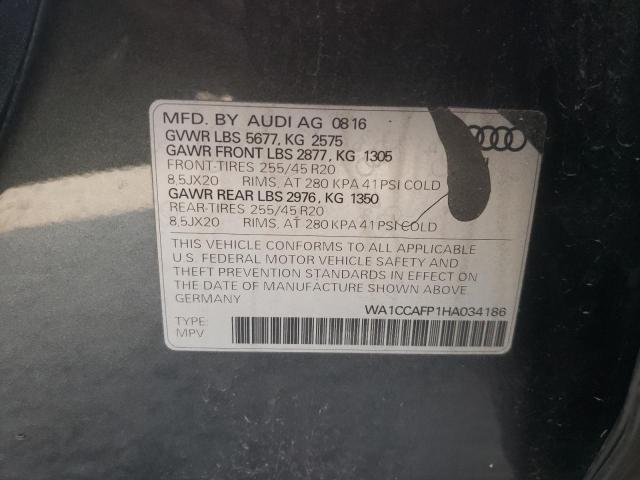 MFD. BY AUDI AG 08 16
GVWR LBS 5677, KG 2575
GAWR FRONT LBS 2877, KG 1305
FRONT-TIRES 255/45 R20
8,5JX20 RIMS, AT 280 KPA 41 PSI COLD
GAWR REAR LBS 2976, KG 1350
REAR-TIRES 255/45 R20
8,5JX20 RIMS, AT 280 KPA 41 PSI COLD
THIS VEHICLE CONFORMS TO ALL APPLICABLE
U.S. FEDERAL MOTOR VEHICLE SAFETY AND
THEFT PREVENTION STANDARDS IN EFFECT ON
THE DATE OF MANUFACTURE SHOWN ABOVE
GERMANY
WA1CCAFP1HA034186
TYPE:
MPV